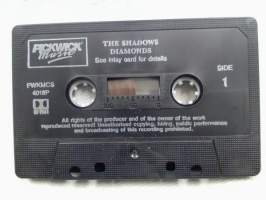 PICKWICK
music
THE SHADOWS
DIAMONDS
See inlay card for details
PWKMCS
4018P
SIDE
1
All rights of the producer and of the owner of the work
reproduced reserved. Unauthorised copying, hiring, public performance
and broadcasting of this recording prohibited.